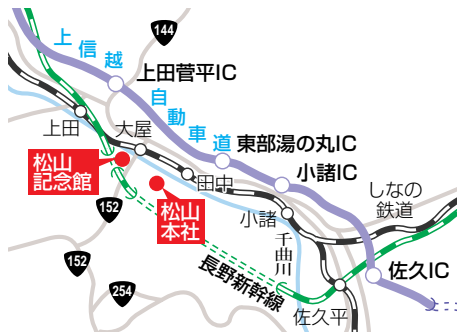 144
上信越自動車道
上田菅平IC
上田
大屋
東部湯の丸IC
松山
記念館
田中
小諸IC
しなの
鉄道
152
松山
本社
小諸
千曲川
152
254
長野新幹線
佐久IC
佐久平